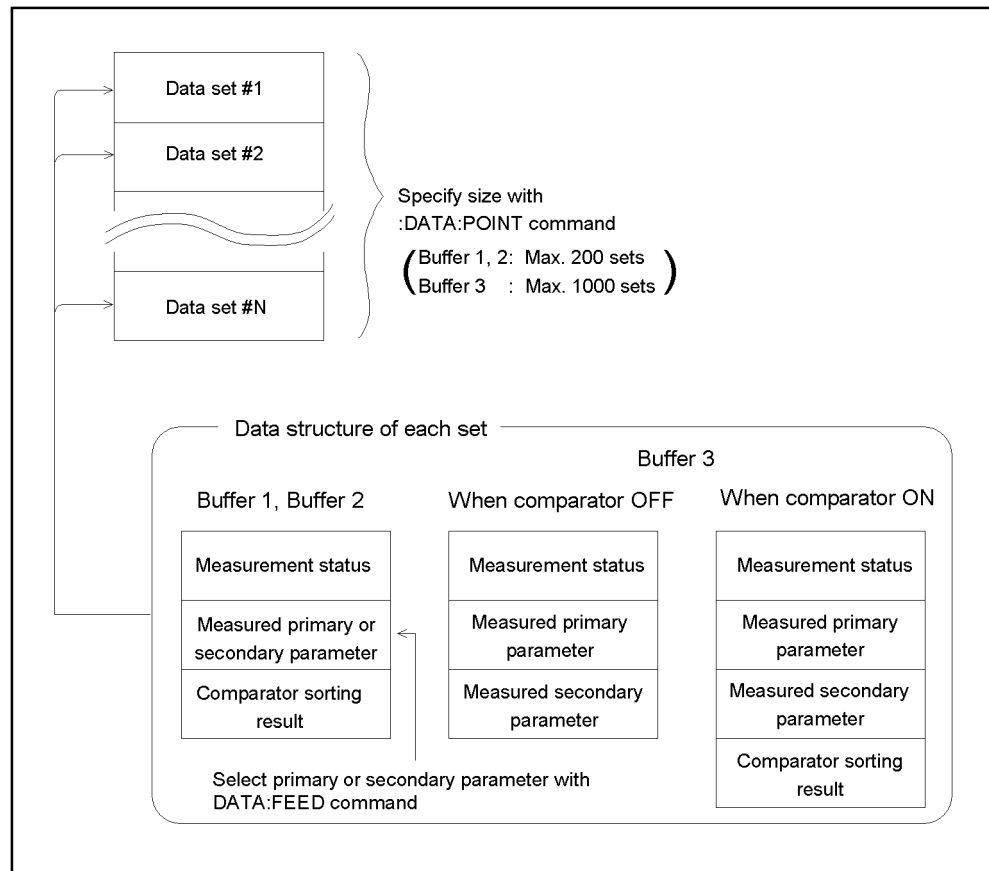 Data set #1
Data set #2
Data set #N
Specify size with
:DATA:POINT command
(Buffer 1, 2: Max. 200 sets)
(Buffer 3 : Max. 1000 sets)
Data structure of each set
Buffer 3
Buffer 1, Buffer 2
When comparator OFF
When comparator ON
Measurement status
Measured primary or
secondary parameter
Comparator sorting
result
Measurement status
Measured primary
parameter
Measured secondary
parameter
Measurement status
Measured primary
parameter
Measured secondary
parameter
Comparator sorting
result
Select primary or secondary parameter with
DATA:FEED command